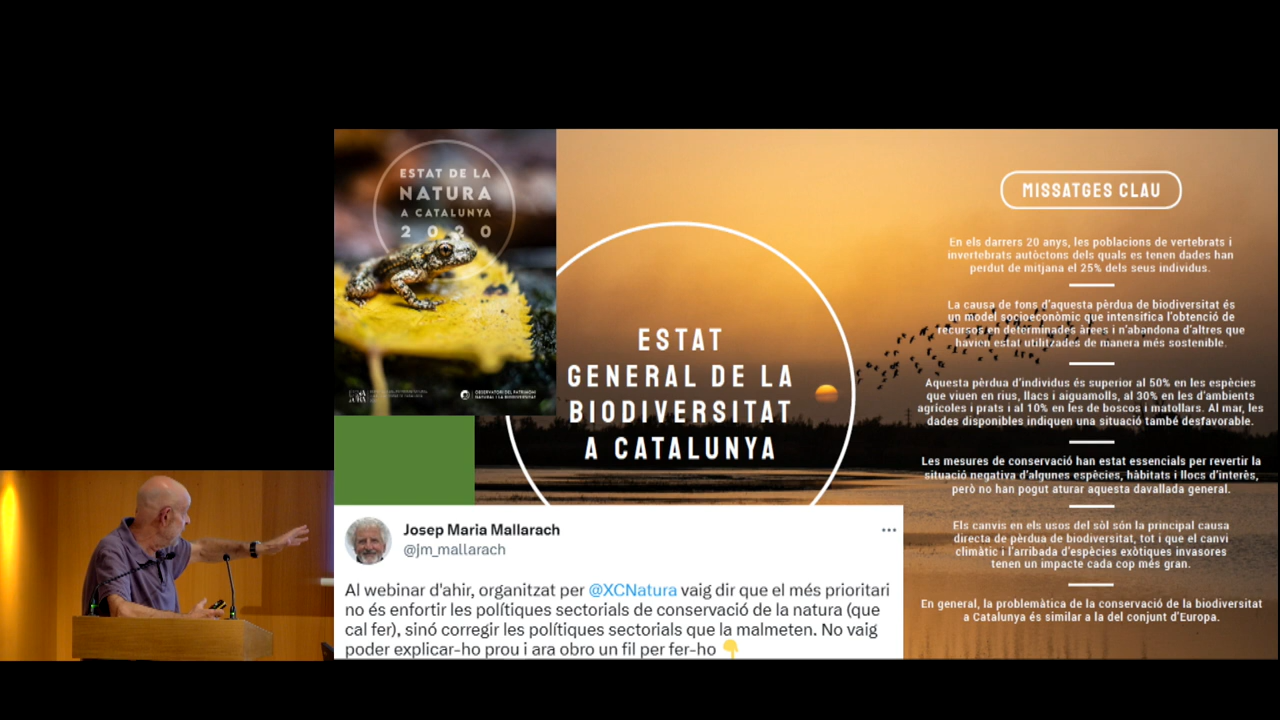 ESTAT DE LA
NATURA
A CATALUNYA
2020
OBSERVATORI DEL PATRIMONI
NATURAL I LA BIODIVERSITAT
ESTAT
GENERAL DE LA
BIODIVERSITAT
A CATALUNYA
MISSATGES CLAU
En els darrers 20 anys, les poblacions de vertebrats i
invertebrats autòctons dels quals es tenen dades han
perdut de mitjana el 25% dels seus individus.
La causa de fons d'aquesta pèrdua de biodiversitat és
un model socioeconòmic que intensifica l'obtenció de
recursos en determinades àrees i n'abandona d'altres que
havien estat utilitzades de manera més sostenible.
Aquesta pèrdua d'individus és superior al 50% en les espècies
que viuen en rius, llacs i aiguamolls, al 30% en les d'ambients
agrícoles i prats i al 10% en les de boscos i matollars. Al mar, les
dades disponibles indiquen una situació també desfavorable.
Les mesures de conservació han estat essencials per revertir la
situació negativa d'algunes espècies, hàbitats i llocs d'interès,
però no han pogut aturar aquesta davallada general.
Els canvis en els usos del sòl són la principal causa
directa de pèrdua de biodiversitat, tot i que el canvi
climàtic i l'arribada d'espècies exòtiques invasores
tenen un impacte cada cop més gran.
En general, la problemàtica de la conservació de la biodiversitat
a Catalunya és similar a la del conjunt d'Europa.
Josep Maria Mallarach
@jm_mallarach
Al webinar d'ahir, organitzat per @XCNatura vaig dir que el més prioritari
no és enfortir les polítiques sectorials de conservació de la natura (que
cal fer), sinó corregir les polítiques sectorials que la malmeten. No vaig
poder explicar-ho prou i ara obro un fil per fer-ho 👇